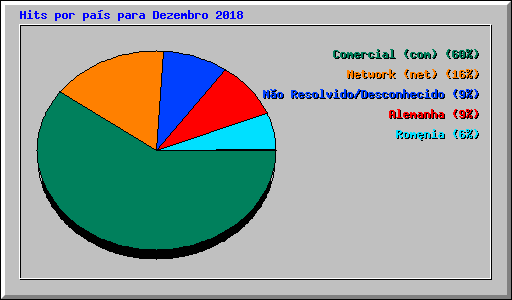 Hits por país para Dezembro 2018
Comercial (com) (60%)
Network (net) (16%)
Não Resolvido/Desconhecido (9%)
Alemanha (9%)
Romęnia (6%)